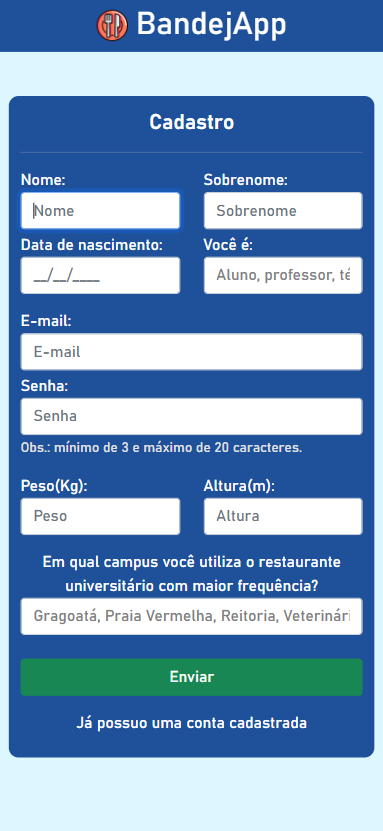 BandejApp
Cadastro
Nome: Sobrenome:
Nome Sobrenome
Data de nascimento: Você é:
__/__/____ Aluno, professor, té
E-mail:
E-mail
Senha:
Senha
Obs.: mínimo de 3 e máximo de 20 caracteres.
Peso(Kg): Altura(m):
Peso Altura
Em qual campus você utiliza o restaurante
universitário com maior frequência?
Gragoatá, Praia Vermelha, Reitoria, Veterinári
Enviar
Já possuo uma conta cadastrada